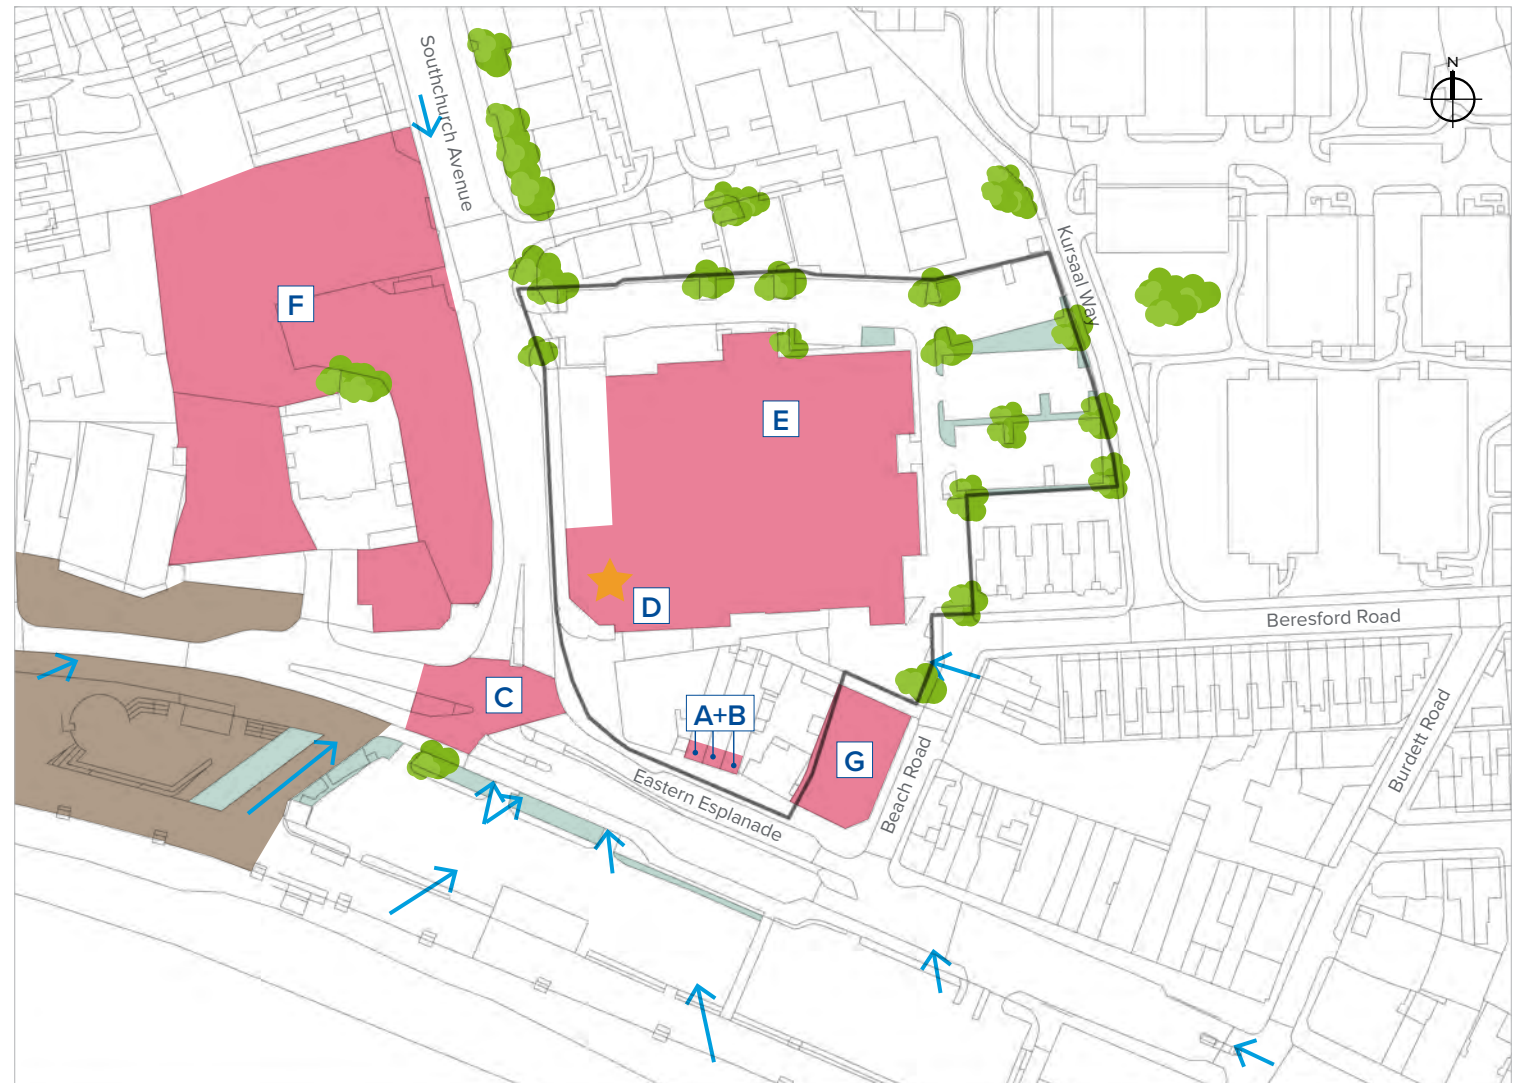 N
Southchurch Avenue
Kursaal Way
F
E
D
Beresford Road
C
A+B
G
Burdett Road
Beach Road
Eastern Esplanade